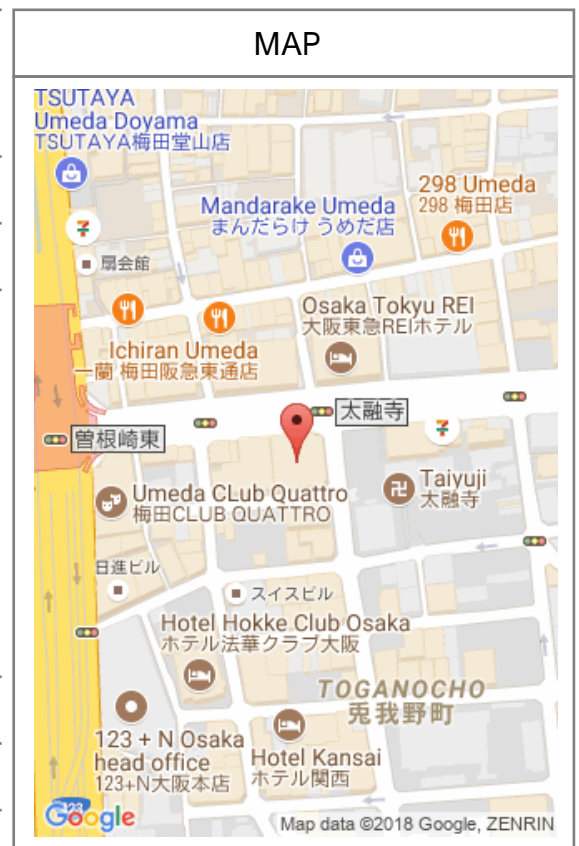 MAP
TSUTAYA
Umeda Doyama
TSUTAYA梅田堂山店
298 Umeda
298 梅田店
Mandarake Umeda
まんだらけ うめだ店
7
扇会館
Osaka Tokyu REI
大阪東急REIホテル
Ichiran Umeda
一蘭 梅田阪急東通店
太融寺
曽根崎東
7
Taiyuji
太融寺
Umeda CLub Quattro
梅田CLUB QUATTRO
日進ビル
スイスビル
Hotel Hokke Club Osaka
ホテル法華クラブ大阪
TOGANOCHO
兎我野町
123 + N Osaka
head office
123+N大阪本店
Hotel Kansai
ホテル関西
423
Google
Map data ©2018 Google, ZENRIN